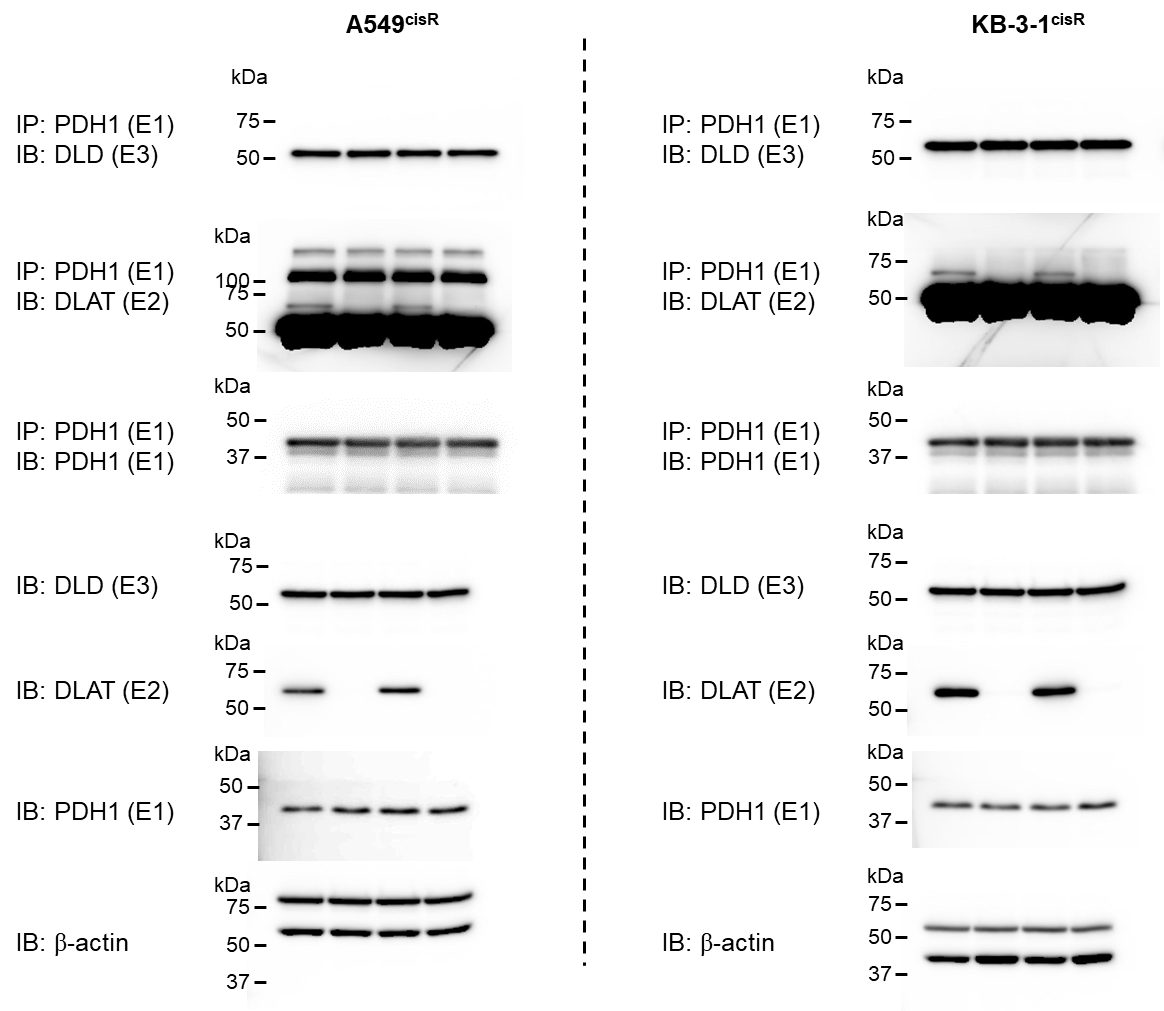 A549cisR
kDa
IP: PDH1 (E1)
IB: DLD (E3)
75
50
kDa
IP: PDH1 (E1)
IB: DLAT (E2)
100
75
50
kDa
IP: PDH1 (E1)
IB: PDH1 (E1)
50
37
kDa
IB: DLD (E3)
75
50
kDa
IB: DLAT (E2)
75
50
kDa
IB: PDH1 (E1)
50
37
kDa
IB: β-actin
75
50
37
KB-3-1cisR
kDa
IP: PDH1 (E1)
IB: DLD (E3)
75
50
kDa
IP: PDH1 (E1)
IB: DLAT (E2)
75
50
kDa
IP: PDH1 (E1)
IB: PDH1 (E1)
50
37
kDa
IB: DLD (E3)
75
50
kDa
IB: DLAT (E2)
75
50
kDa
IB: PDH1 (E1)
50
37
kDa
IB: β-actin
75
50
37